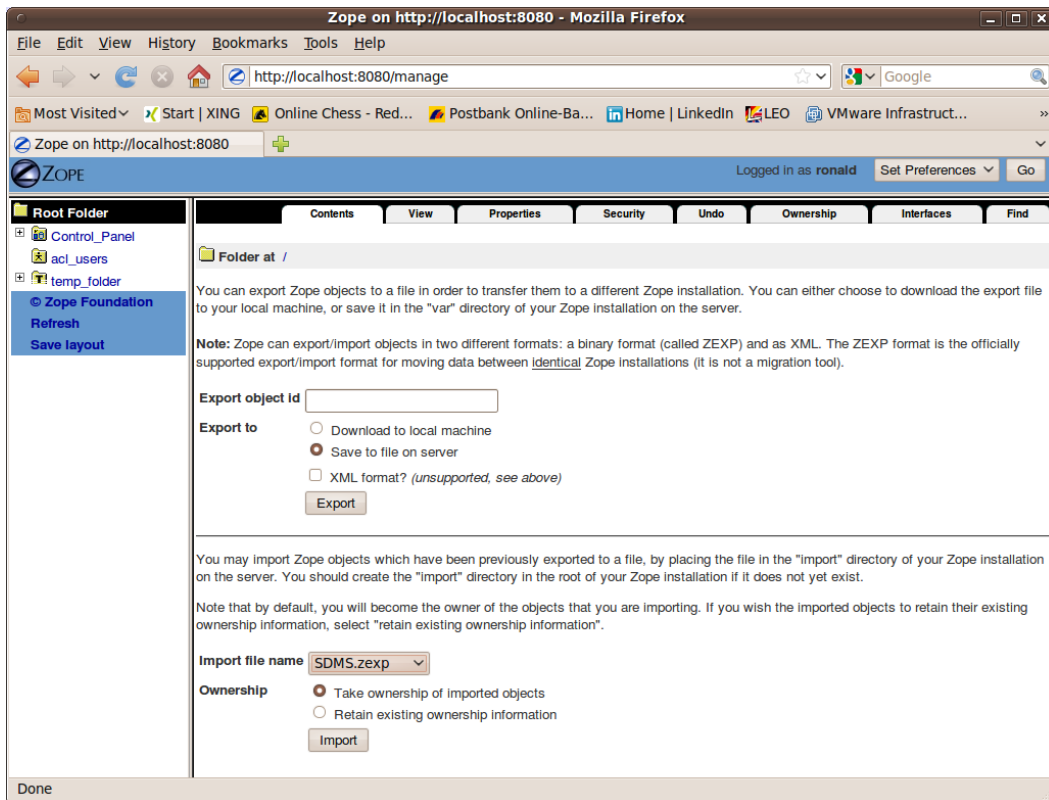 Zope on http://localhost:8080 - Mozilla Firefox
File Edit View History Bookmarks Tools Help
http://localhost:8080/manage Google
Most Visited Start | XING Online Chess - Red... Postbank Online-Ba... Home | LinkedIn LEO VMware Infrastruct... »
Zope on http://localhost:8080
ZOPE Logged in as ronald Set Preferences Go
Root Folder
Control_Panel
acl_users
temp_folder
© Zope Foundation
Refresh
Save layout
Contents View Properties Security Undo Ownership Interfaces Find
Folder at /
You can export Zope objects to a file in order to transfer them to a different Zope installation. You can either choose to download the export file
to your local machine, or save it in the "var" directory of your Zope installation on the server.
Note: Zope can export/import objects in two different formats: a binary format (called ZEXP) and as XML. The ZEXP format is the officially
supported export/import format for moving data between identical Zope installations (it is not a migration tool).
Export object id
Export to Download to local machine
Save to file on server
XML format? (unsupported, see above)
Export
You may import Zope objects which have been previously exported to a file, by placing the file in the "import" directory of your Zope installation
on the server. You should create the "import" directory in the root of your Zope installation if it does not yet exist.
Note that by default, you will become the owner of the objects that you are importing. If you wish the imported objects to retain their existing
ownership information, select "retain existing ownership information".
Import file name SDMS.zexp
Ownership Take ownership of imported objects
Retain existing ownership information
Import
Done